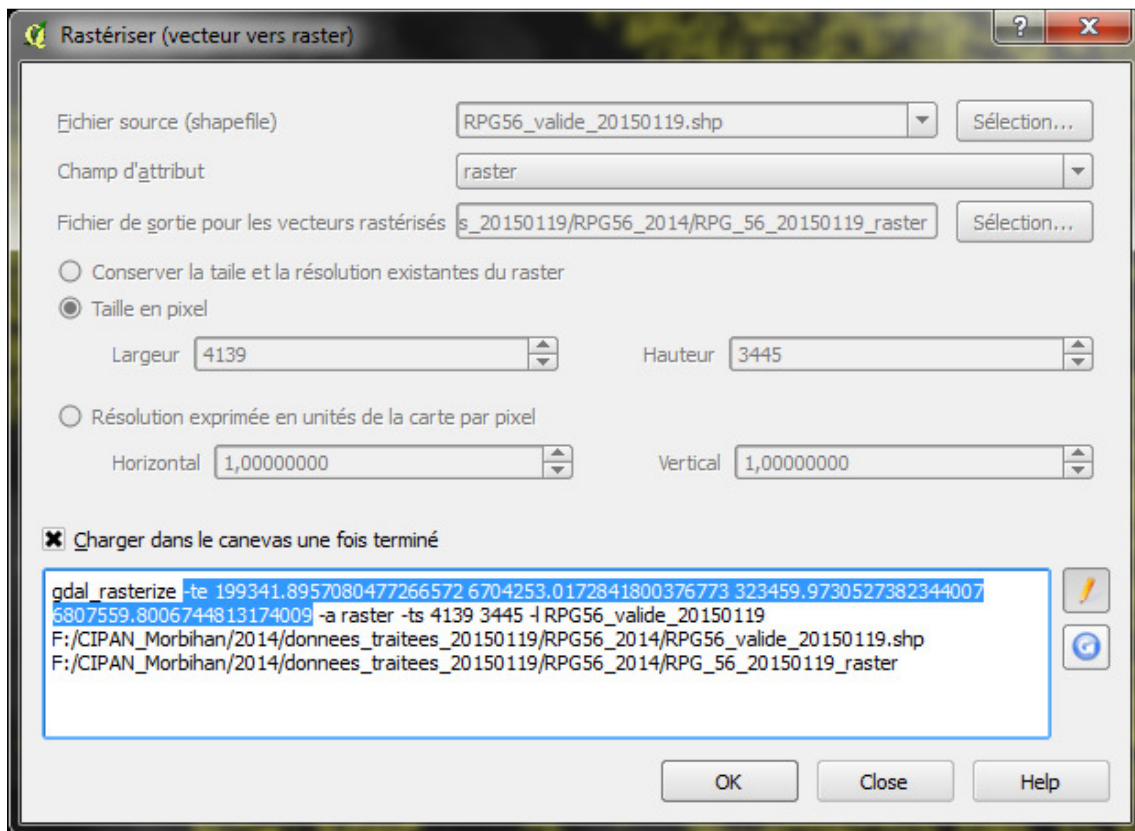 Rastériser (vecteur vers raster)
Fichier source (shapefile) RPG56_valide_20150119.shp Sélection...
Champ d'attribut raster
Fichier de sortie pour les vecteurs rastérisés s_20150119/RPG56_2014/RPG_56_20150119_raster Sélection...
Conserver la taile et la résolution existantes du raster
Taille en pixel
Largeur 4139 Hauteur 3445
Résolution exprimée en unités de la carte par pixel
Horizontal 1,00000000 Vertical 1,00000000
Charger dans le canevas une fois terminé
gdal_rasterize -te 199341.8957080477266572 6704253.0172841800376773 323459.9730527382344007
6807559.8006744813174009 -a raster -ts 4139 3445 -l RPG56_valide_20150119
F:/CIPAN_Morbihan/2014/donnees_traitees_20150119/RPG56_2014/RPG56_valide_20150119.shp
F:/CIPAN_Morbihan/2014/donnees_traitees_20150119/RPG56_2014/RPG_56_20150119_raster
OK Close Help